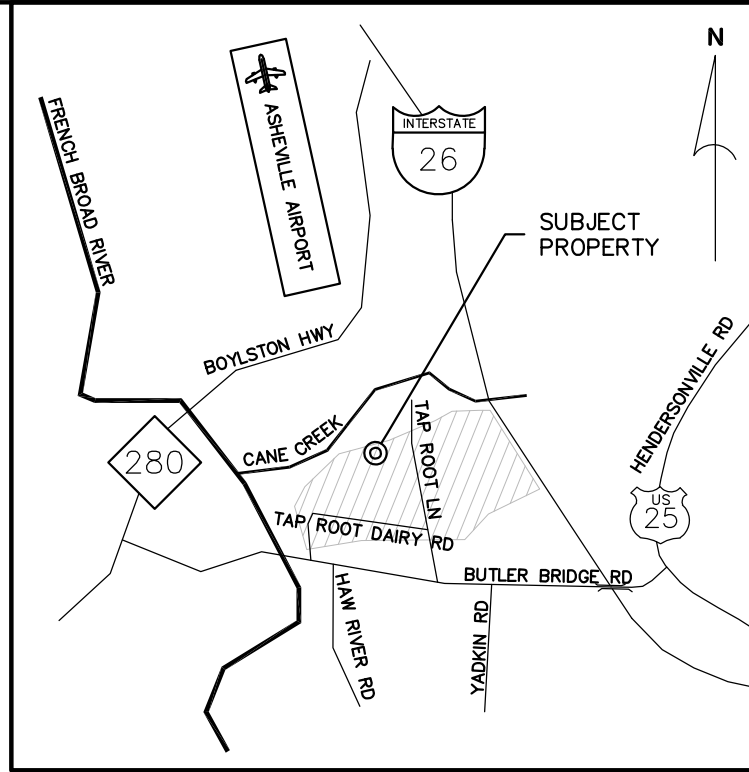 N
FRENCH BROAD RIVER
ASHEVILLE AIRPORT
INTERSTATE
26
SUBJECT
PROPERTY
BOYLSTON HWY
HENDERSONVILLE RD
CANE CREEK
TAP ROOT LN
280
US
25
TAP ROOT DAIRY RD
BUTLER BRIDGE RD
HAW RIVER RD
YADKIN RD